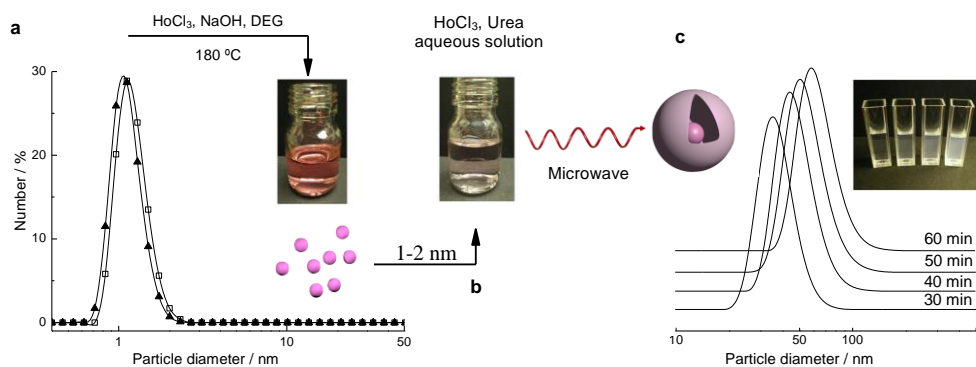 a
HoCl₃, NaOH, DEG
180 ⁰C
HoCl₃, Urea
aqueous solution
c
30
20
10
0
Number / %
1
10
50
Particle diameter / nm
1-2 nm
b
Microwave
60 min
50 min
40 min
30 min
10
50
100
Particle diameter / nm